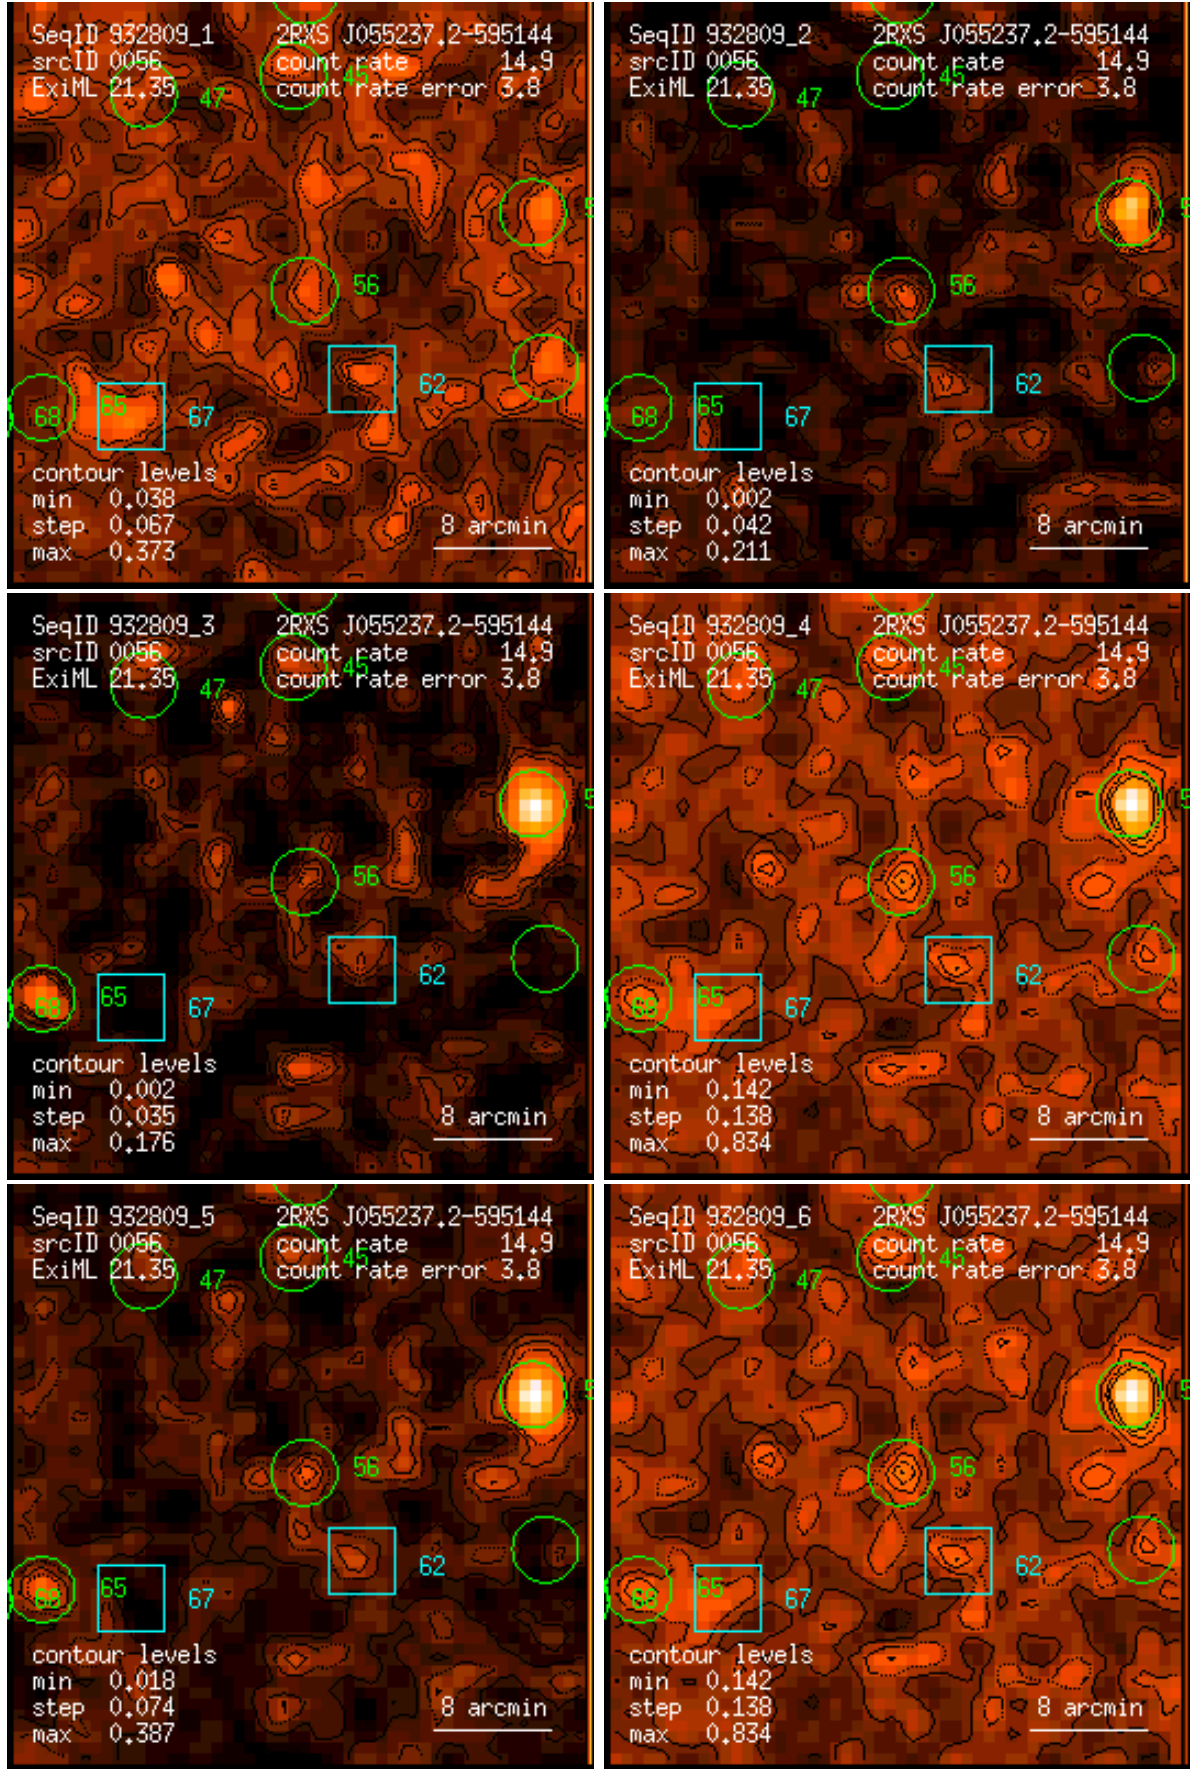 SeqID 932809_1 2RXS J055237.2-595144
srcID 0056 count rate 14.9
ExiML 21.35 count rate error 3.8
45
47
5
56
62
65
67
68
contour levels
min 0.038
step 0.067
max 0.373
8 arcmin
SeqID 932809_2 2RXS J055237.2-595144
srcID 0056 count rate 14.9
ExiML 21.35 count rate error 3.8
45
47
5
56
62
65
67
68
contour levels
min 0.002
step 0.042
max 0.211
8 arcmin
SeqID 932809_3 2RXS J055237.2-595144
srcID 0056 count rate 14.9
ExiML 21.35 count rate error 3.8
45
47
5
56
62
65
67
68
contour levels
min 0.002
step 0.035
max 0.176
8 arcmin
SeqID 932809_4 2RXS J055237.2-595144
srcID 0056 count rate 14.9
ExiML 21.35 count rate error 3.8
45
47
5
56
62
65
67
68
contour levels
min 0.142
step 0.138
max 0.834
8 arcmin
SeqID 932809_5 2RXS J055237.2-595144
srcID 0056 count rate 14.9
ExiML 21.35 count rate error 3.8
45
47
5
56
62
65
67
68
contour levels
min 0.018
step 0.074
max 0.387
8 arcmin
SeqID 932809_6 2RXS J055237.2-595144
srcID 0056 count rate 14.9
ExiML 21.35 count rate error 3.8
45
47
5
56
62
65
67
68
contour levels
min 0.142
step 0.138
max 0.834
8 arcmin